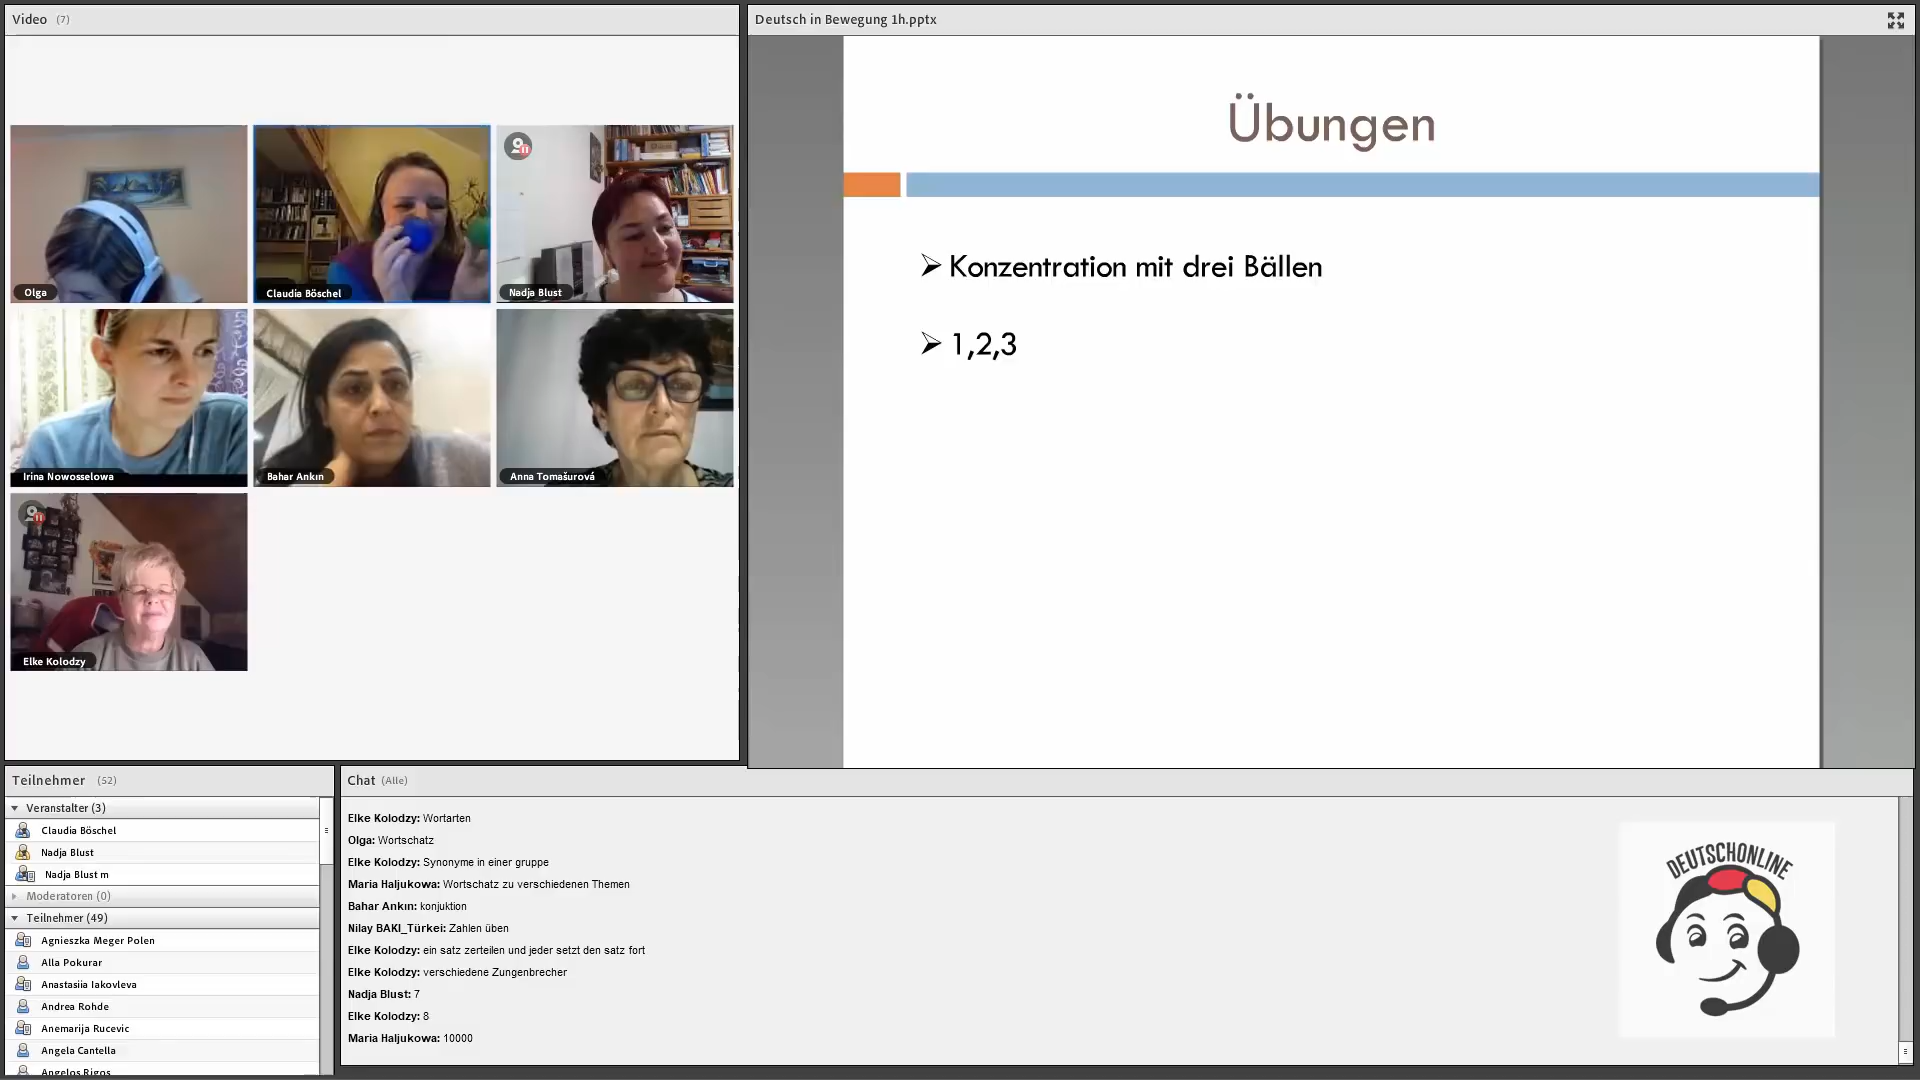 Video (7)
Olga
Claudia Böschel
Nadja Blust
Irina Nowosselowa
Bahar Ankın
Anna Tomašurová
Elke Kolodzy
Deutsch in Bewegung 1h.pptx
Übungen
Konzentration mit drei Bällen
1,2,3
Teilnehmer (52)
Veranstalter (3)
Claudia Böschel
Nadja Blust
Nadja Blust m
Moderatoren (0)
Teilnehmer (49)
Agnieszka Meger Polen
Alla Pokurar
Anastasiia Iakovleva
Andrea Rohde
Anemarija Rucevic
Angela Cantella
Angelos Rigos
Chat (Alle)
Elke Kolodzy: Wortarten
Olga: Wortschatz
Elke Kolodzy: Synonyme in einer gruppe
Maria Haljukowa: Wortschatz zu verschiedenen Themen
Bahar Ankın: konjuktion
Nilay BAKI_Türkei: Zahlen üben
Elke Kolodzy: ein satz zerteilen und jeder setzt den satz fort
Elke Kolodzy: verschiedene Zungenbrecher
Nadja Blust: 7
Elke Kolodzy: 8
Maria Haljukowa: 10000
DEUTSCHONLINE